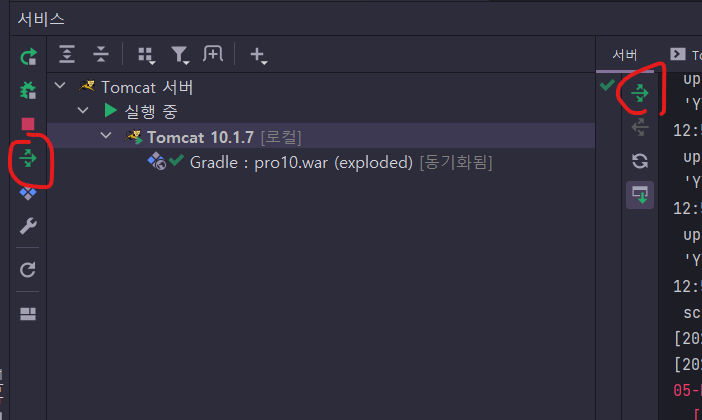 서비스
Tomcat 서버
실행 중
Tomcat 10.1.7 [로컬]
Gradle : pro10.war (exploded) [동기화됨]
서버
To
up
'Y
12:5
up
'Y
12:5
up
'Y
12:5
sc
[20
[20
05-
[